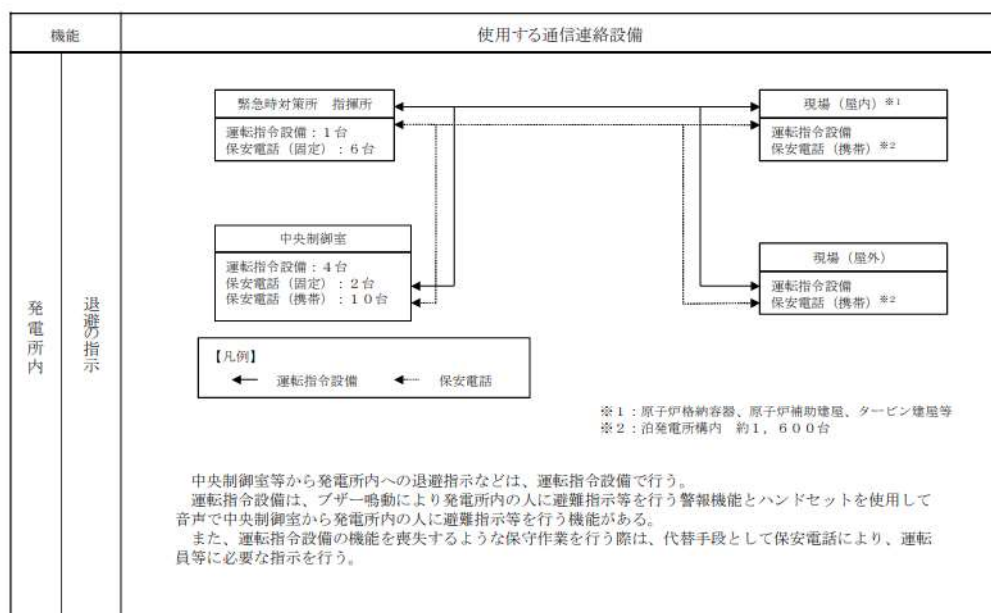 機能
使用する通信連絡設備
発電所内
退避の指示
緊急時対策所 指揮所
運転指令設備：１台
保安電話（固定）：６台
現場（屋内）※１
運転指令設備
保安電話（携帯）※２
中央制御室
運転指令設備：４台
保安電話（固定）：２台
保安電話（携帯）：１０台
現場（屋外）
運転指令設備
保安電話（携帯）※２
【凡例】
運転指令設備 保安電話
※１：原子炉格納容器、原子炉補助建屋、タービン建屋等
※２：泊発電所構内 約１，６００台
中央制御室等から発電所内への退避指示などは、運転指令設備で行う。
運転指令設備は、ブザー鳴動により発電所内の人に避難指示等を行う警報機能とハンドセットを使用して
音声で中央制御室から発電所内の人に避難指示等を行う機能がある。
また、運転指令設備の機能を喪失するような保守作業を行う際は、代替手段として保安電話により、運転
員等に必要な指示を行う。